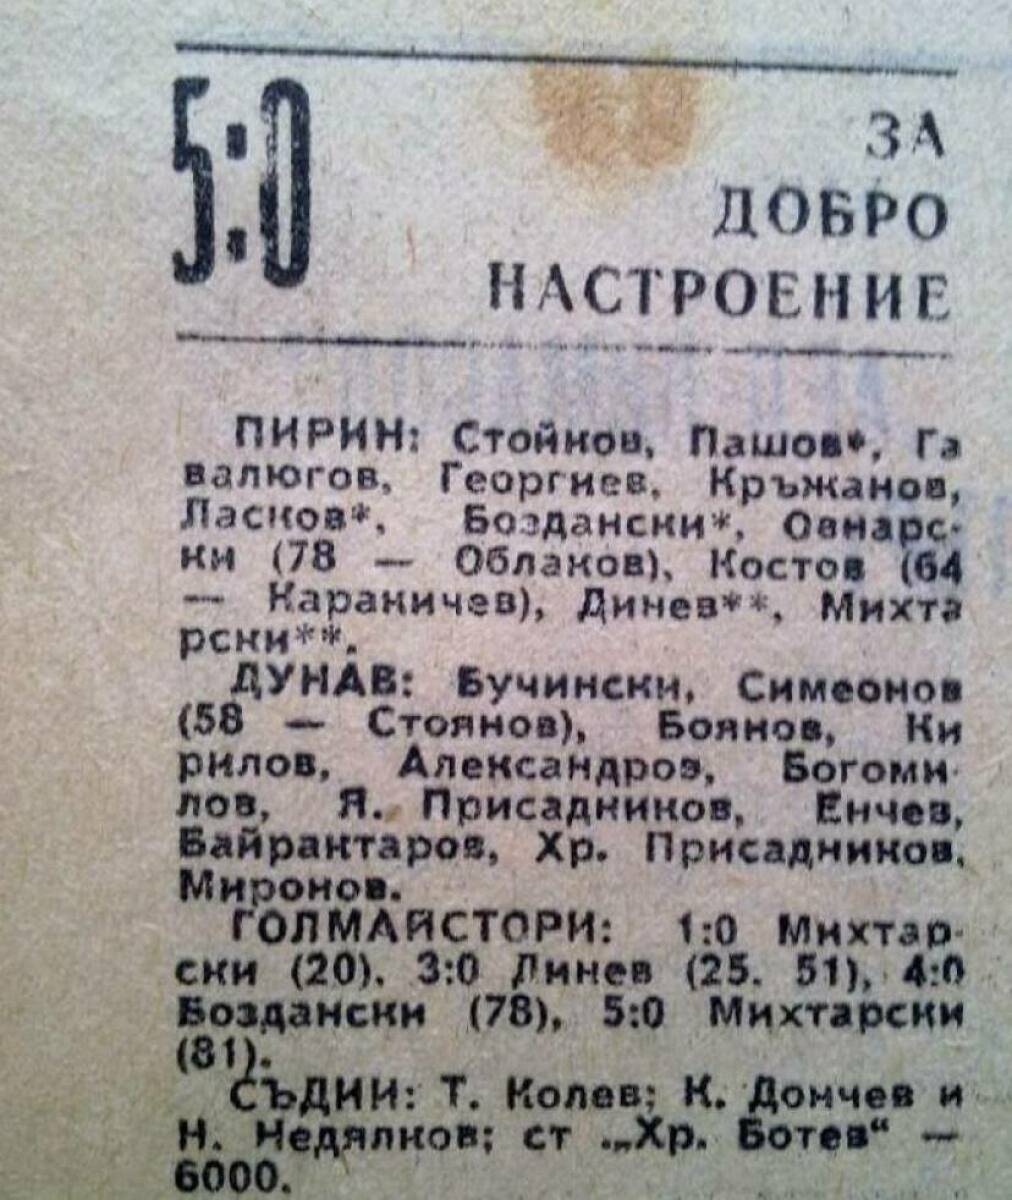 5:0
ЗА
ДОБРО
НАСТРОЕНИЕ
ПИРИН: Стойков, Пашов*, Га
валюгов, Георгиев, Кръжанов,
Ласков*, Боздански*, Овнарс-
ки (78 — Облаков), Костов (64
— Каракичев), Динев**, Михта
рски**.
ДУНАВ: Бучински, Симеонов
(58 — Стоянов), Боянов, Ки
рилов, Александров, Богоми-
лов, Я. Присадников, Енчев,
Байрактаров, Хр. Присадников,
Миронов.
ГОЛМАЙСТОРИ: 1:0 Михтар-
ски (20), 3:0 Динев (25. 51), 4:0
Боздански (78), 5:0 Михтарски
(81).
СЪДИИ: Т. Колев; К. Дончев и
Н. Недялков; ст .„Хр. Ботев“ —
6000.